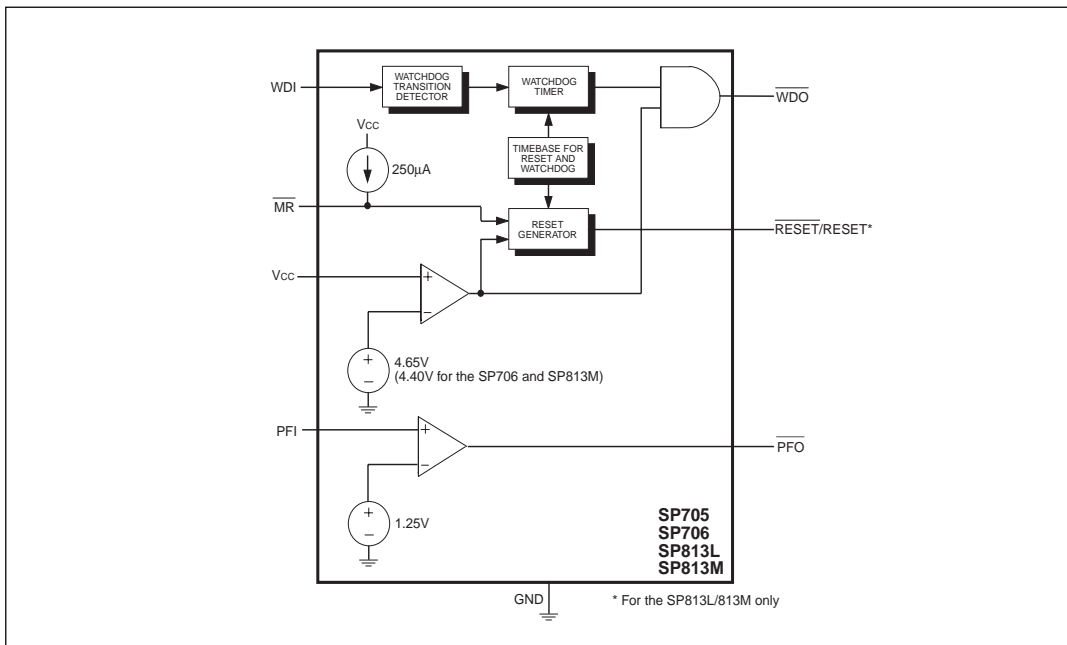 WDI
WATCHDOG
TRANSITION
DETECTOR
WATCHDOG
TIMER
WDO
VCC
250µA
TIMEBASE FOR
RESET AND
WATCHDOG
MR
RESET
GENERATOR
RESET/RESET*
VCC
+
−
+
−
4.65V
(4.40V for the SP706 and SP813M)
PFI
+
−
PFO
+
−
1.25V
SP705
SP706
SP813L
SP813M
GND
* For the SP813L/813M only